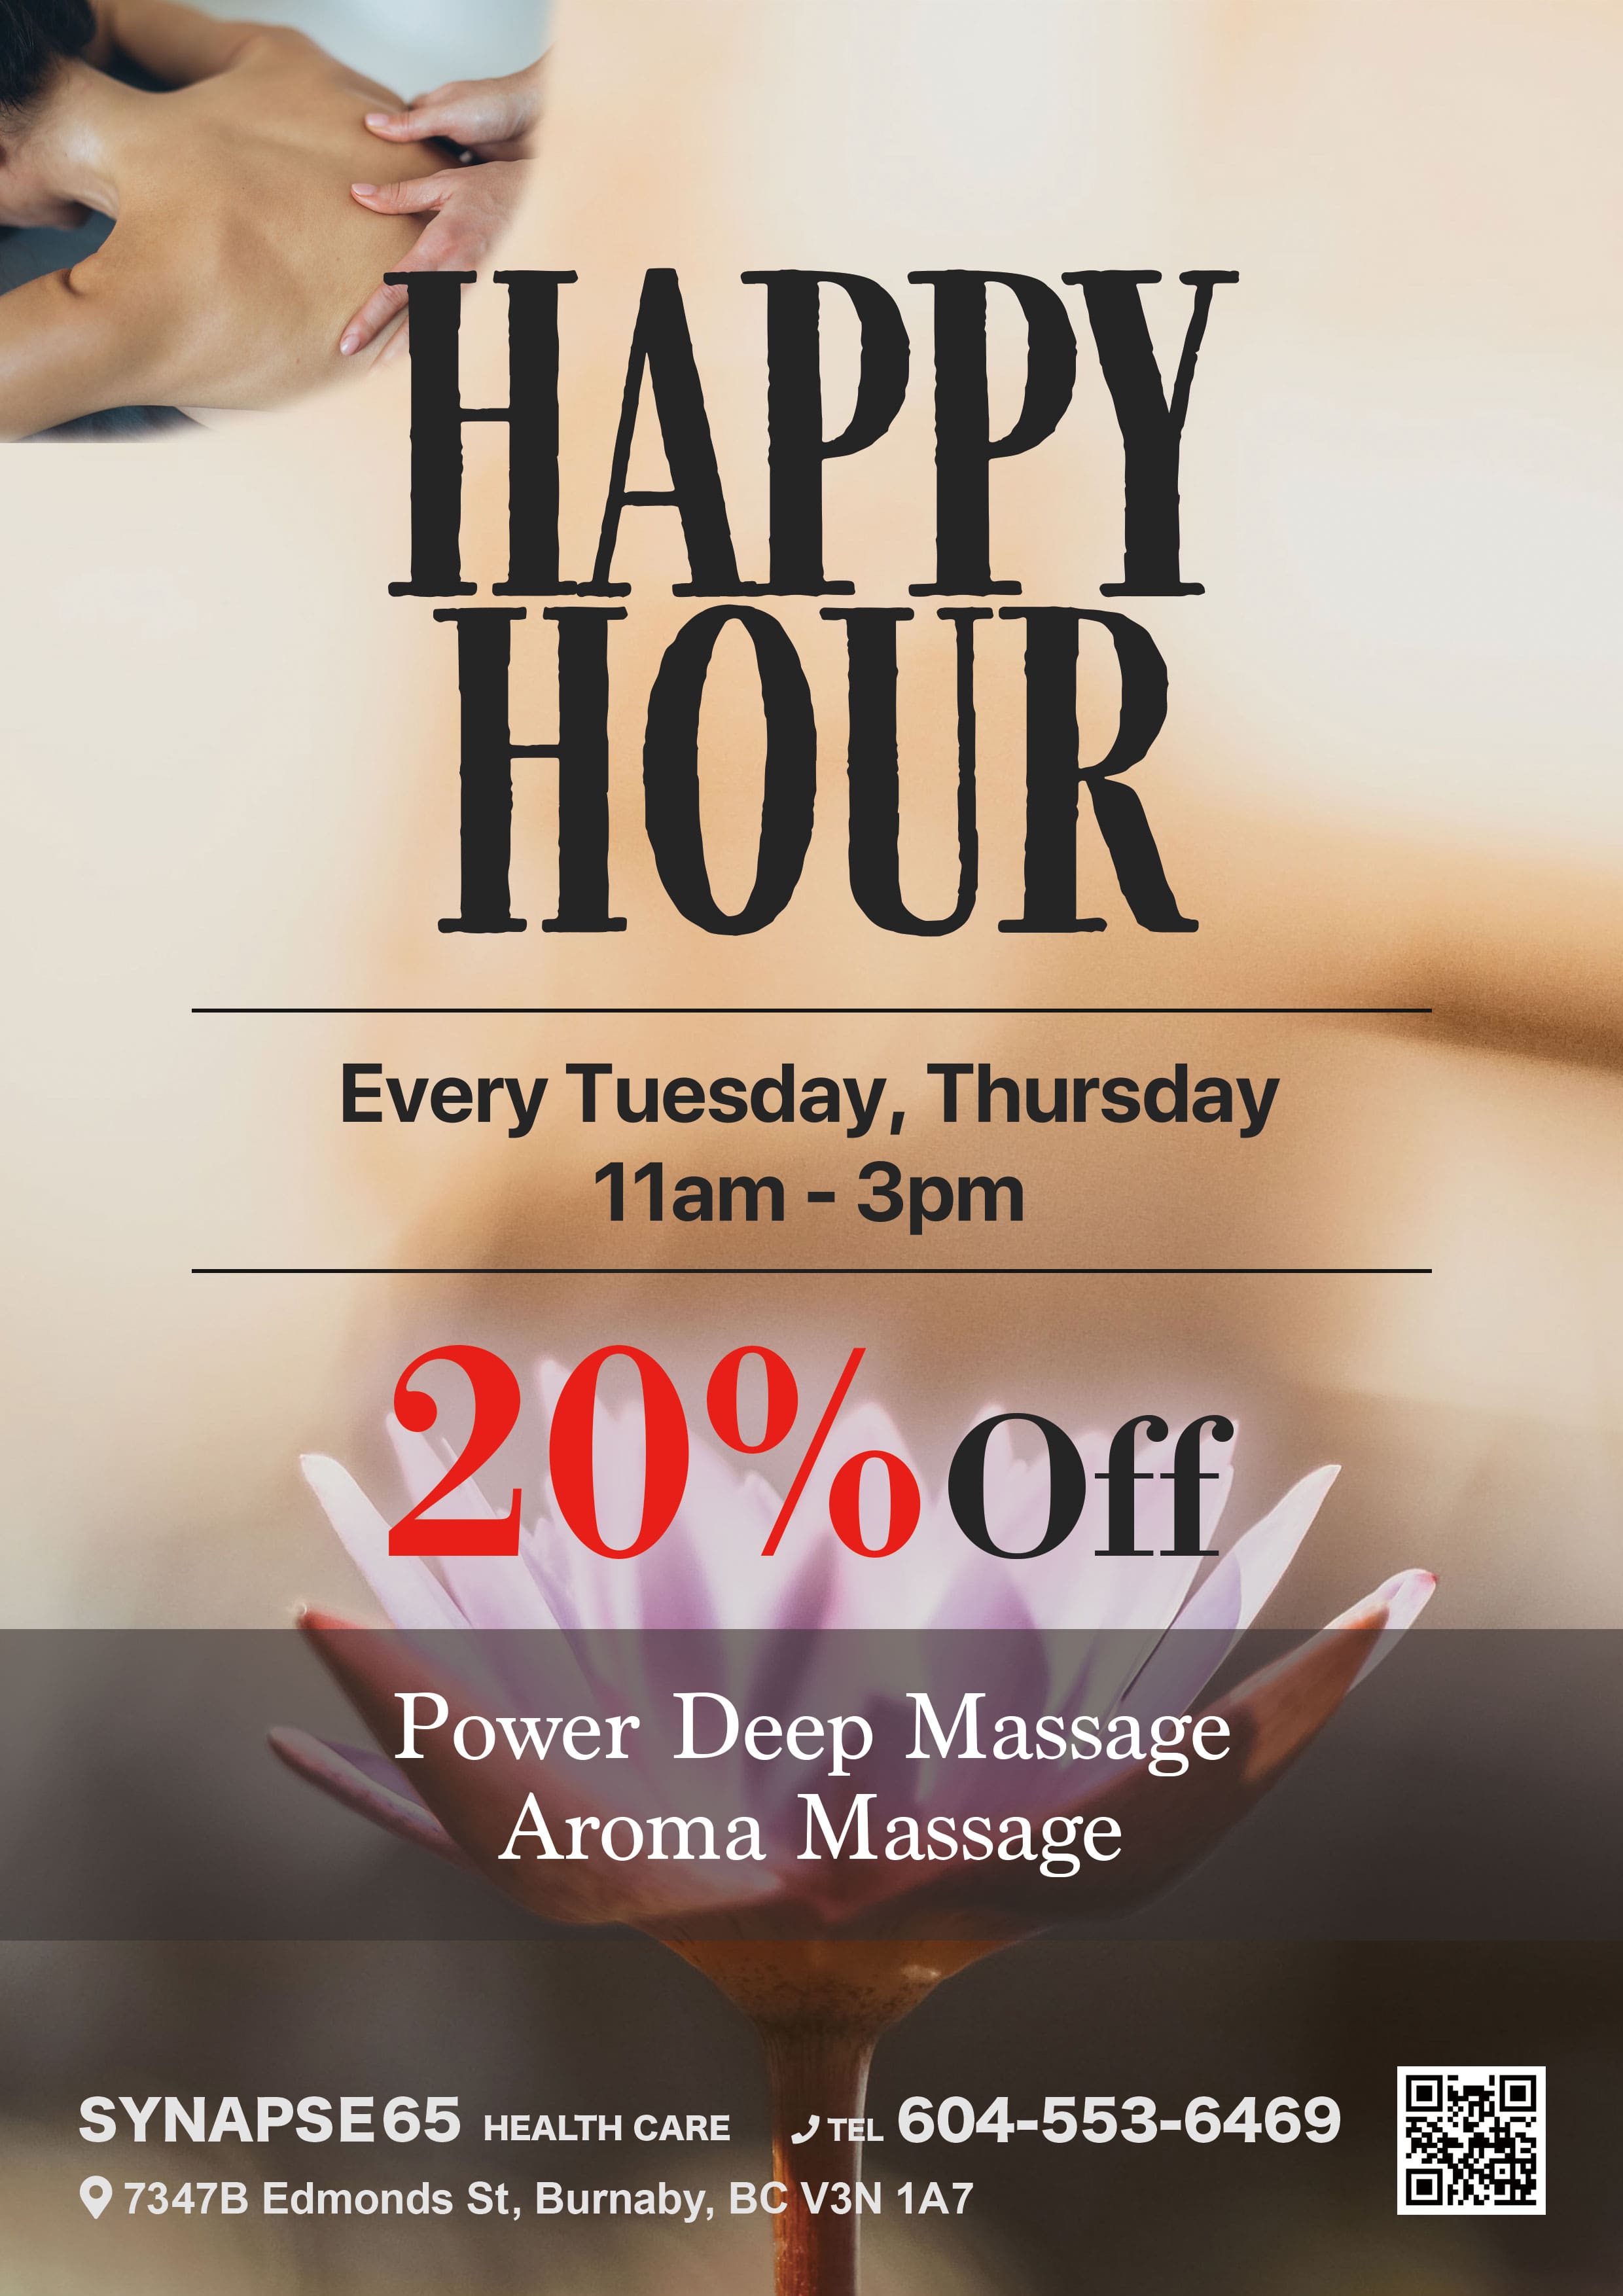 HAPPY
HOUR
Every Tuesday, Thursday
11am - 3pm
20% Off
Power Deep Massage
Aroma Massage
SYNAPSE65 HEALTH CARE TEL 604-553-6469
7347B Edmonds St, Burnaby, BC V3N 1A7